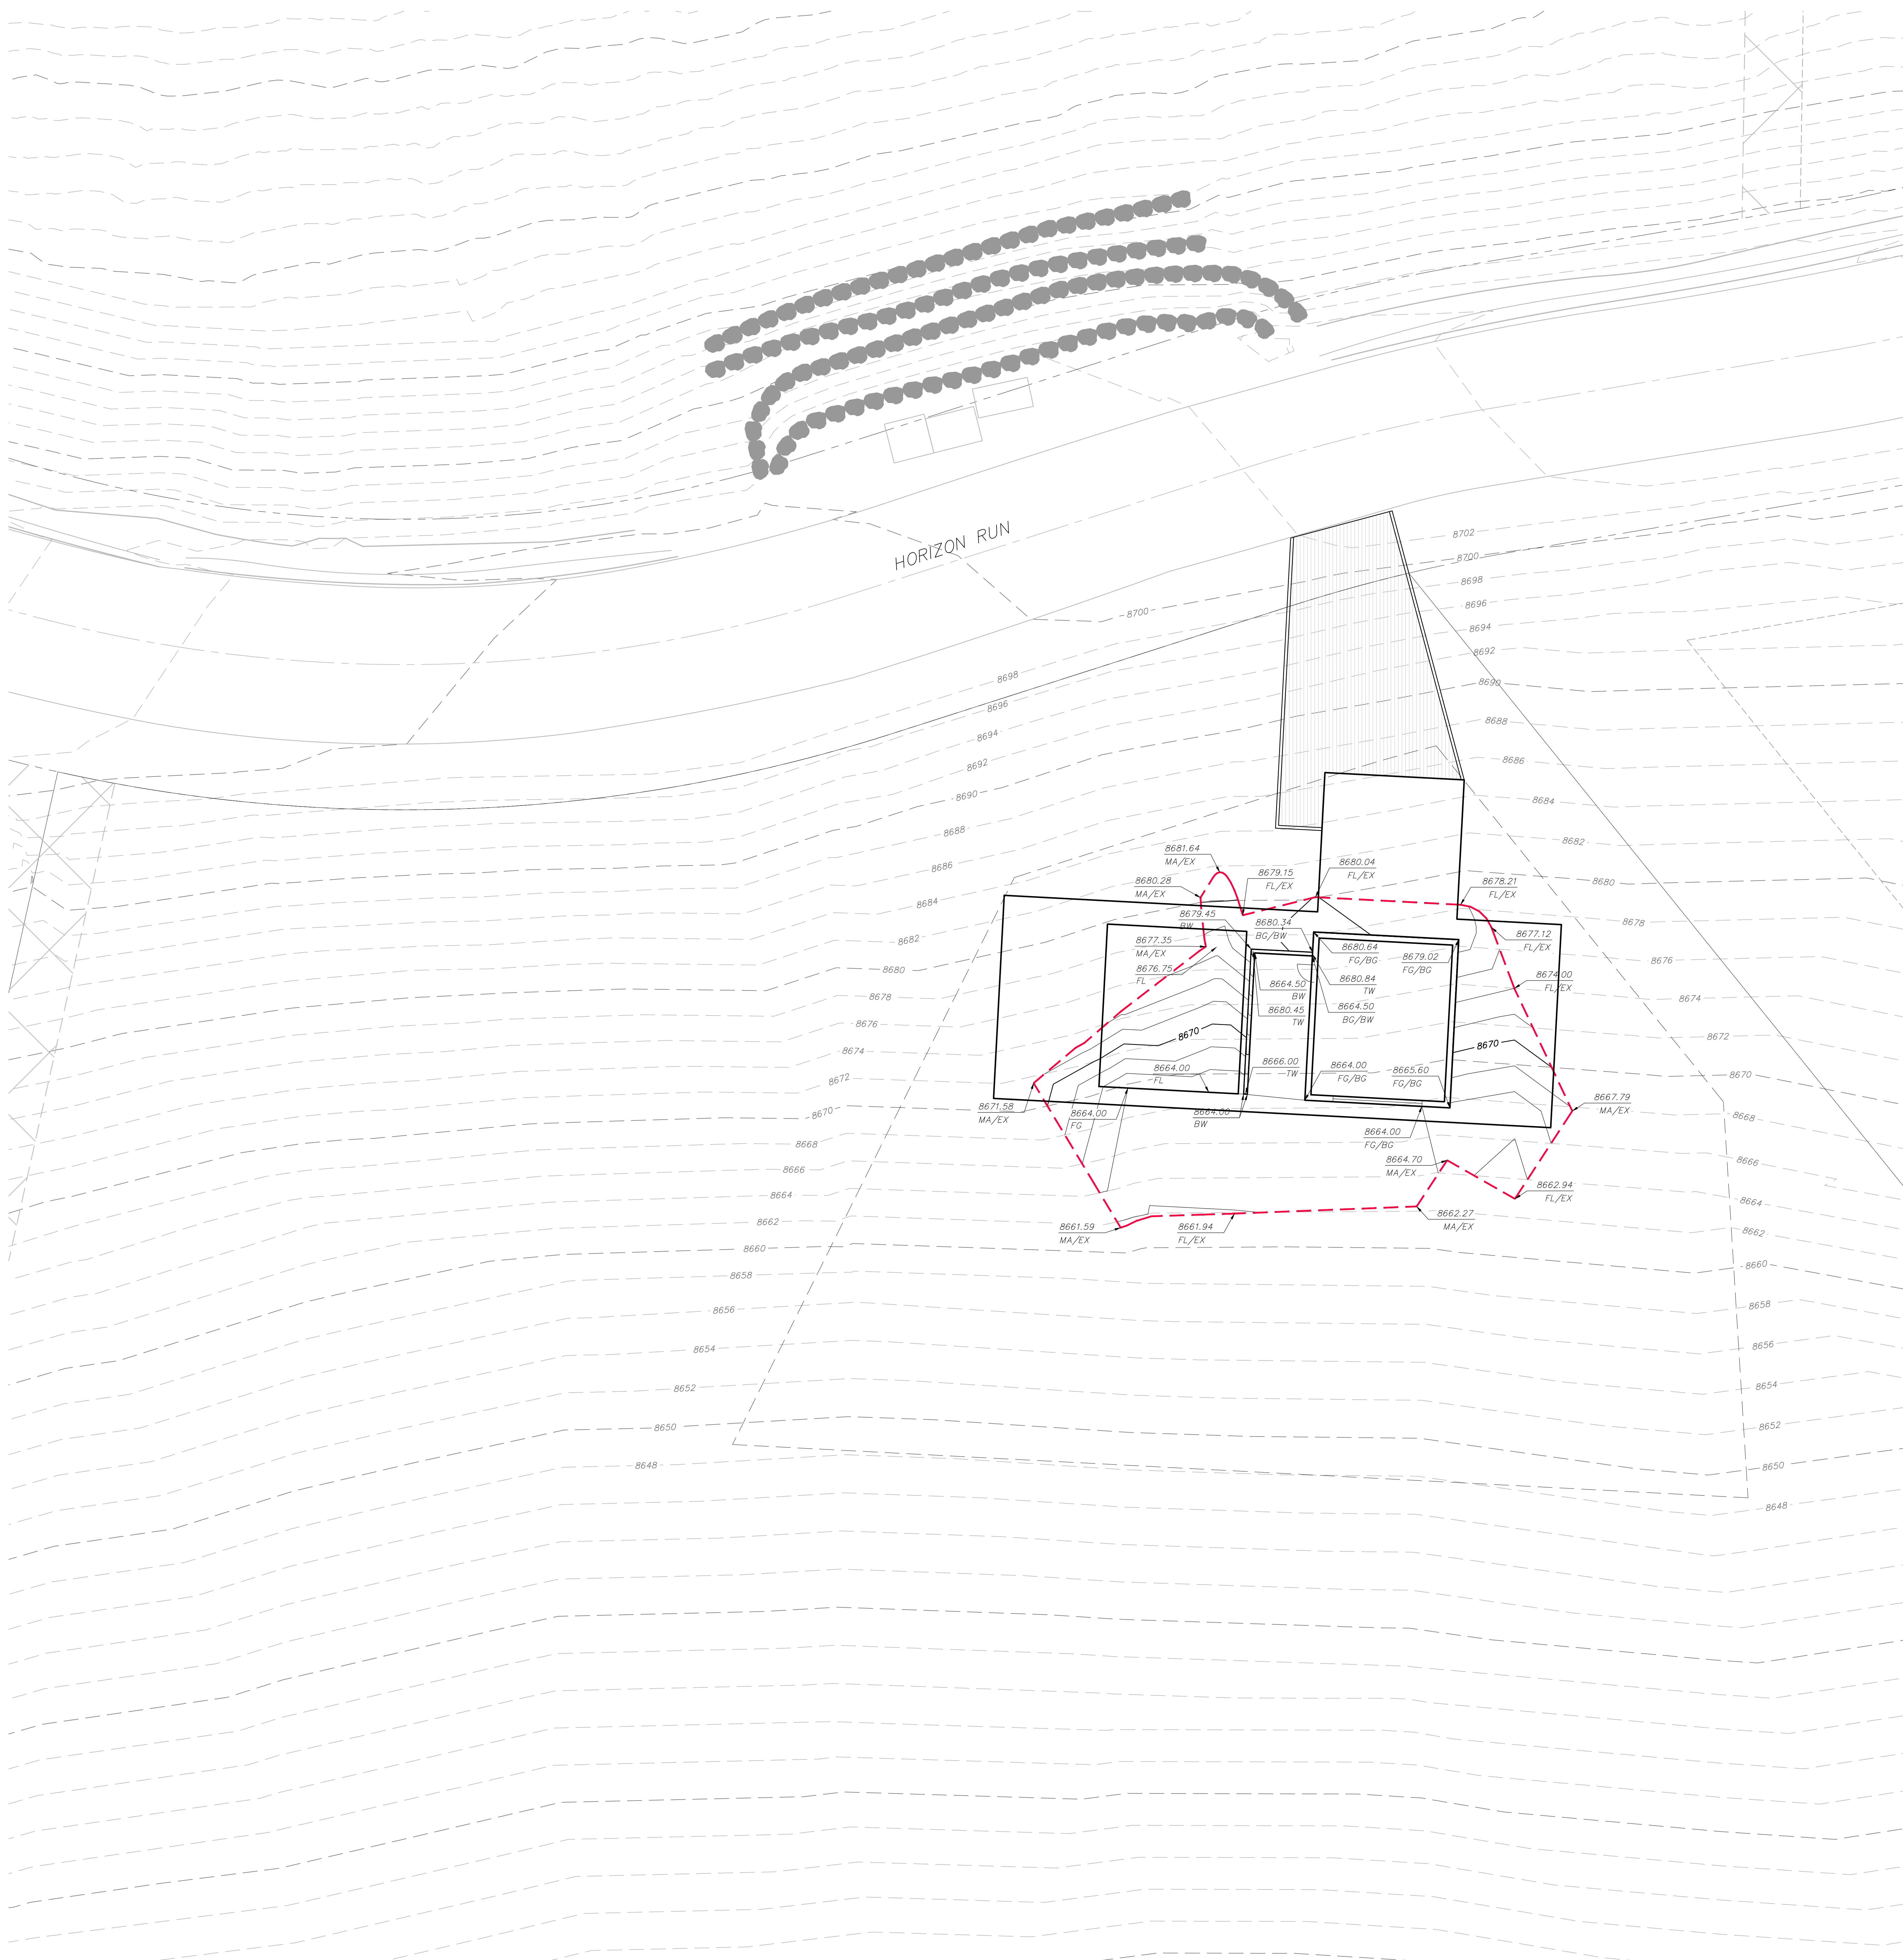 HORIZON RUN
8702
8700
8698
8696
8694
8692
8690
8688
8686
8684
8682
8680
8678
8676
8674
8672
8670
8668
8666
8664
8662
8660
8658
8656
8654
8652
8650
8648
8700
8698
8696
8694
8692
8690
8688
8686
8684
8682
8680
8678
8676
8674
8672
8670
8668
8666
8664
8662
8660
8658
8656
8654
8652
8650
8648
8681.64
MA/EX
8680.28
MA/EX
8679.15
FL/EX
8680.04
FL/EX
8678.21
FL/EX
8679.45
BW
8680.34
BG/BW
8677.12
FL/EX
8677.35
MA/EX
8680.64
FG/BG
8679.02
FG/BG
8676.75
FL
8664.50
BW
8680.84
TW
8674.00
FL/EX
8680.45
TW
8664.50
BG/BW
8670
8670
8666.00
TW
8664.00
FL
8664.00
FG/BG
8665.60
FG/BG
8671.58
MA/EX
8664.00
FG
8664.00
BW
8667.79
MA/EX
8664.00
FG/BG
8664.70
MA/EX
8662.94
FL/EX
8661.59
MA/EX
8661.94
FL/EX
8662.27
MA/EX